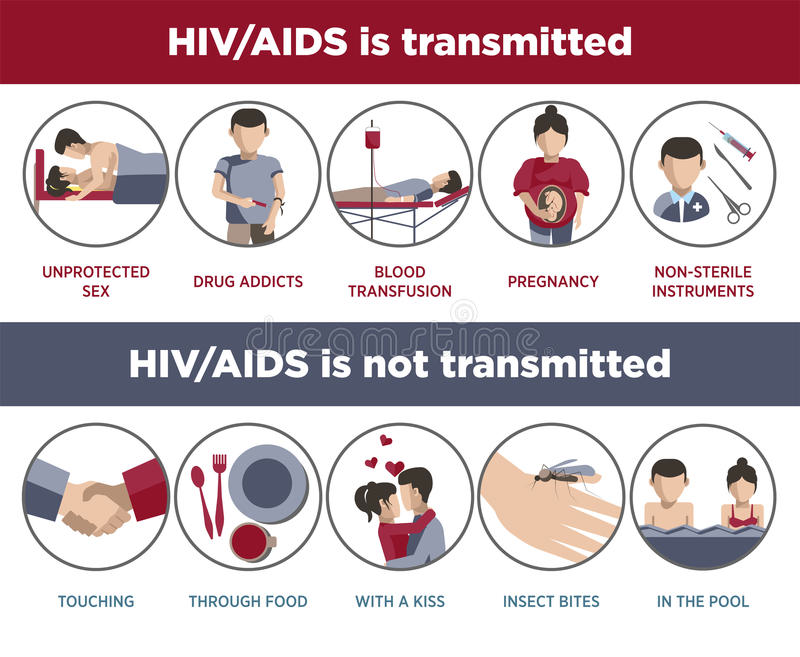 HIV/AIDS is transmitted
UNPROTECTED
SEX
DRUG ADDICTS
BLOOD
TRANSFUSION
PREGNANCY
NON-STERILE
INSTRUMENTS
dreamstime
HIV/AIDS is not transmitted
TOUCHING
THROUGH FOOD
WITH A KISS
INSECT BITES
IN THE POOL